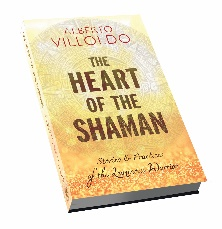 ALBERTO VILLOLDO
THE
HEART
OF THE
SHAMAN
Stories & Practices
of the Luminous Warrior